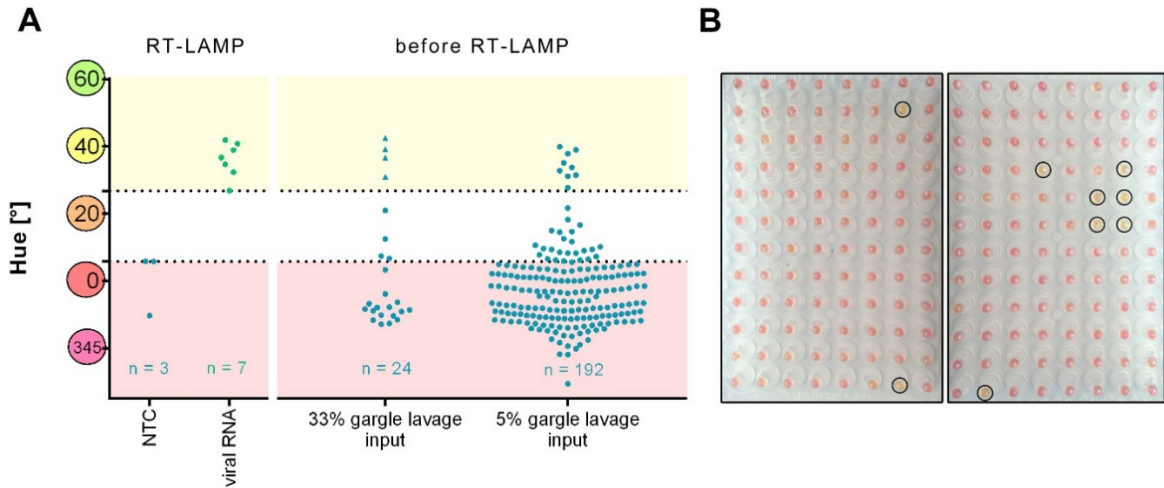 A
B
RT-LAMP
before RT-LAMP
Hue [°]
60
40
20
0
345
n = 3
n = 7
n = 24
n = 192
NTC
viral RNA
33% gargle lavage
input
5% gargle lavage
input